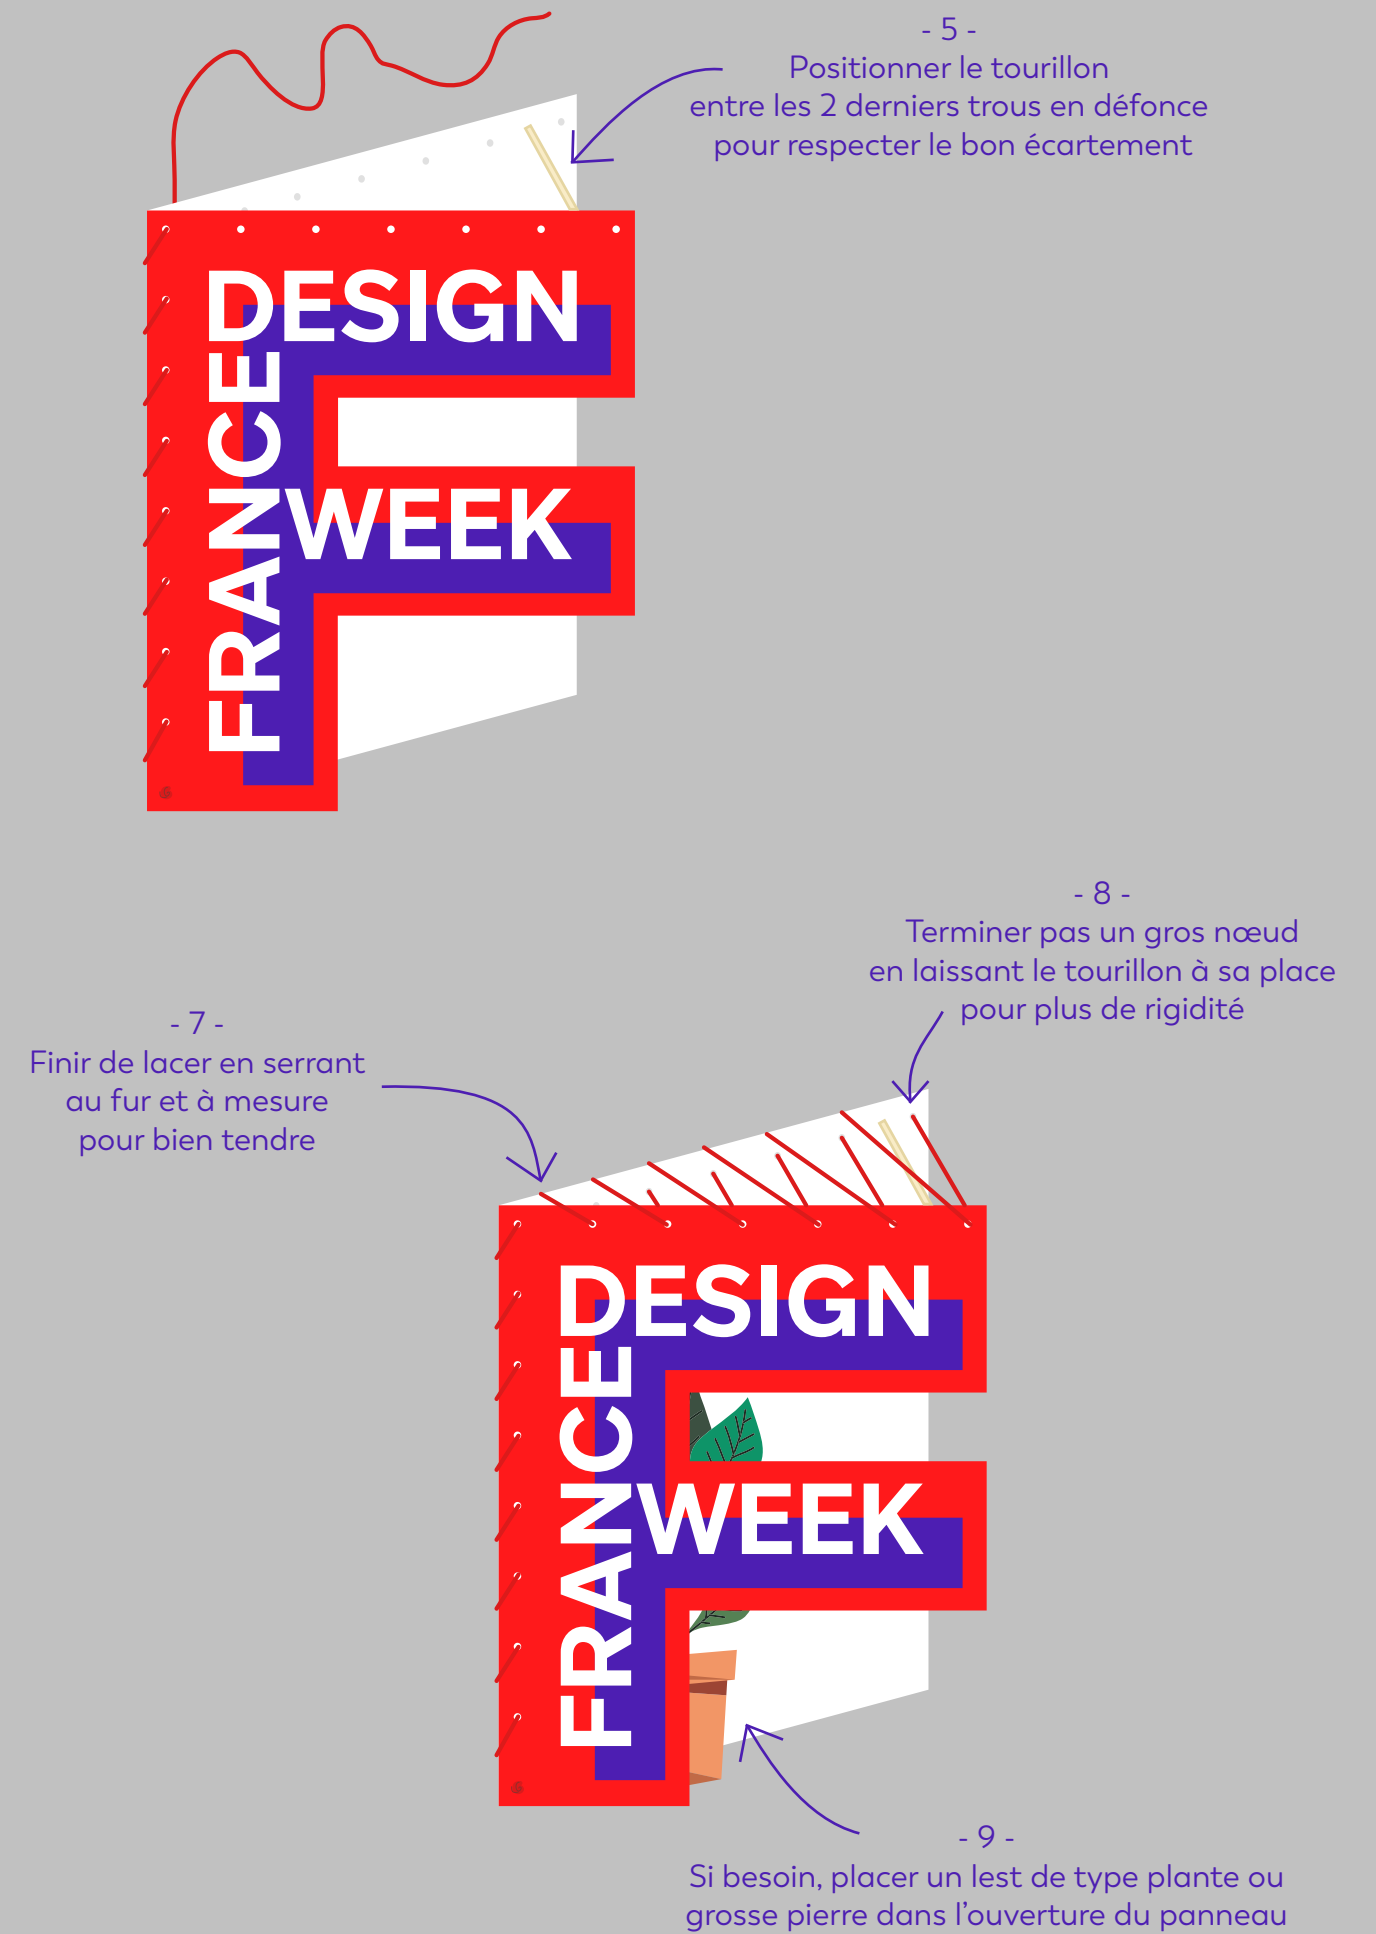 - 5 -
Positionner le tourillon
entre les 2 derniers trous en défonce
pour respecter le bon écartement
DESIGN
FRANCE
WEEK
- 8 -
Terminer pas un gros nœud
en laissant le tourillon à sa place
pour plus de rigidité
- 7 -
Finir de lacer en serrant
au fur et à mesure
pour bien tendre
DESIGN
FRANCE
WEEK
- 9 -
Si besoin, placer un lest de type plante ou
grosse pierre dans l’ouverture du panneau